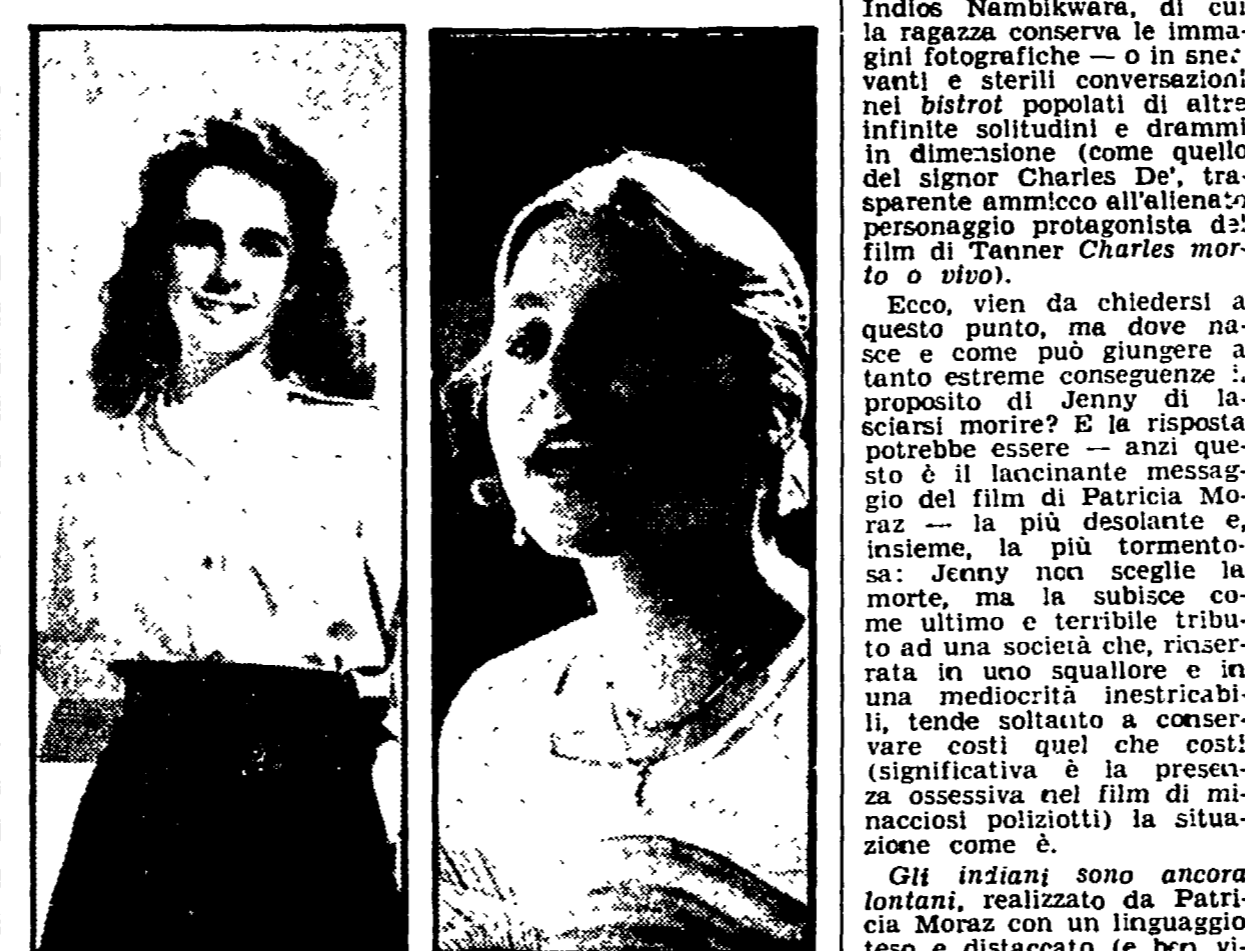 Indios Nambikwara, di cui
la ragazza conserva le imma-
gini fotografiche — o in sner-
vanti e sterili conversazioni
nei bistrot popolati di altre
infinite solitudini e drammi
in dimensione (come quello
del signor Charles De', tra-
sparente ammicco all'alienato
personaggio protagonista del
film di Tanner Charles mor-
to o vivo).
Ecco, vien da chiedersi a
questo punto, ma dove na-
sce e come può giungere a
tanto estreme conseguenze il
proposito di Jenny di la-
sciarsi morire? E la risposta
potrebbe essere — anzi que-
sto è il lancinante messag-
gio del film di Patricia Mo-
raz — la più desolante e,
insieme, la più tormento-
sa: Jenny non sceglie la
morte, ma la subisce co-
me ultimo e terribile tribu-
to ad una società che, rinser-
rata in uno squallore e in
una mediocrità inestricabi-
li, tende soltanto a conser-
vare costi quel che costi
(significativa è la presen-
za ossessiva nel film di mi-
nacciosi poliziotti) la situa-
zione come è.
Gli indiani sono ancora
lontani, realizzato da Patri-
cia Moraz con un linguaggio
teso e distaccato (e ben vi-